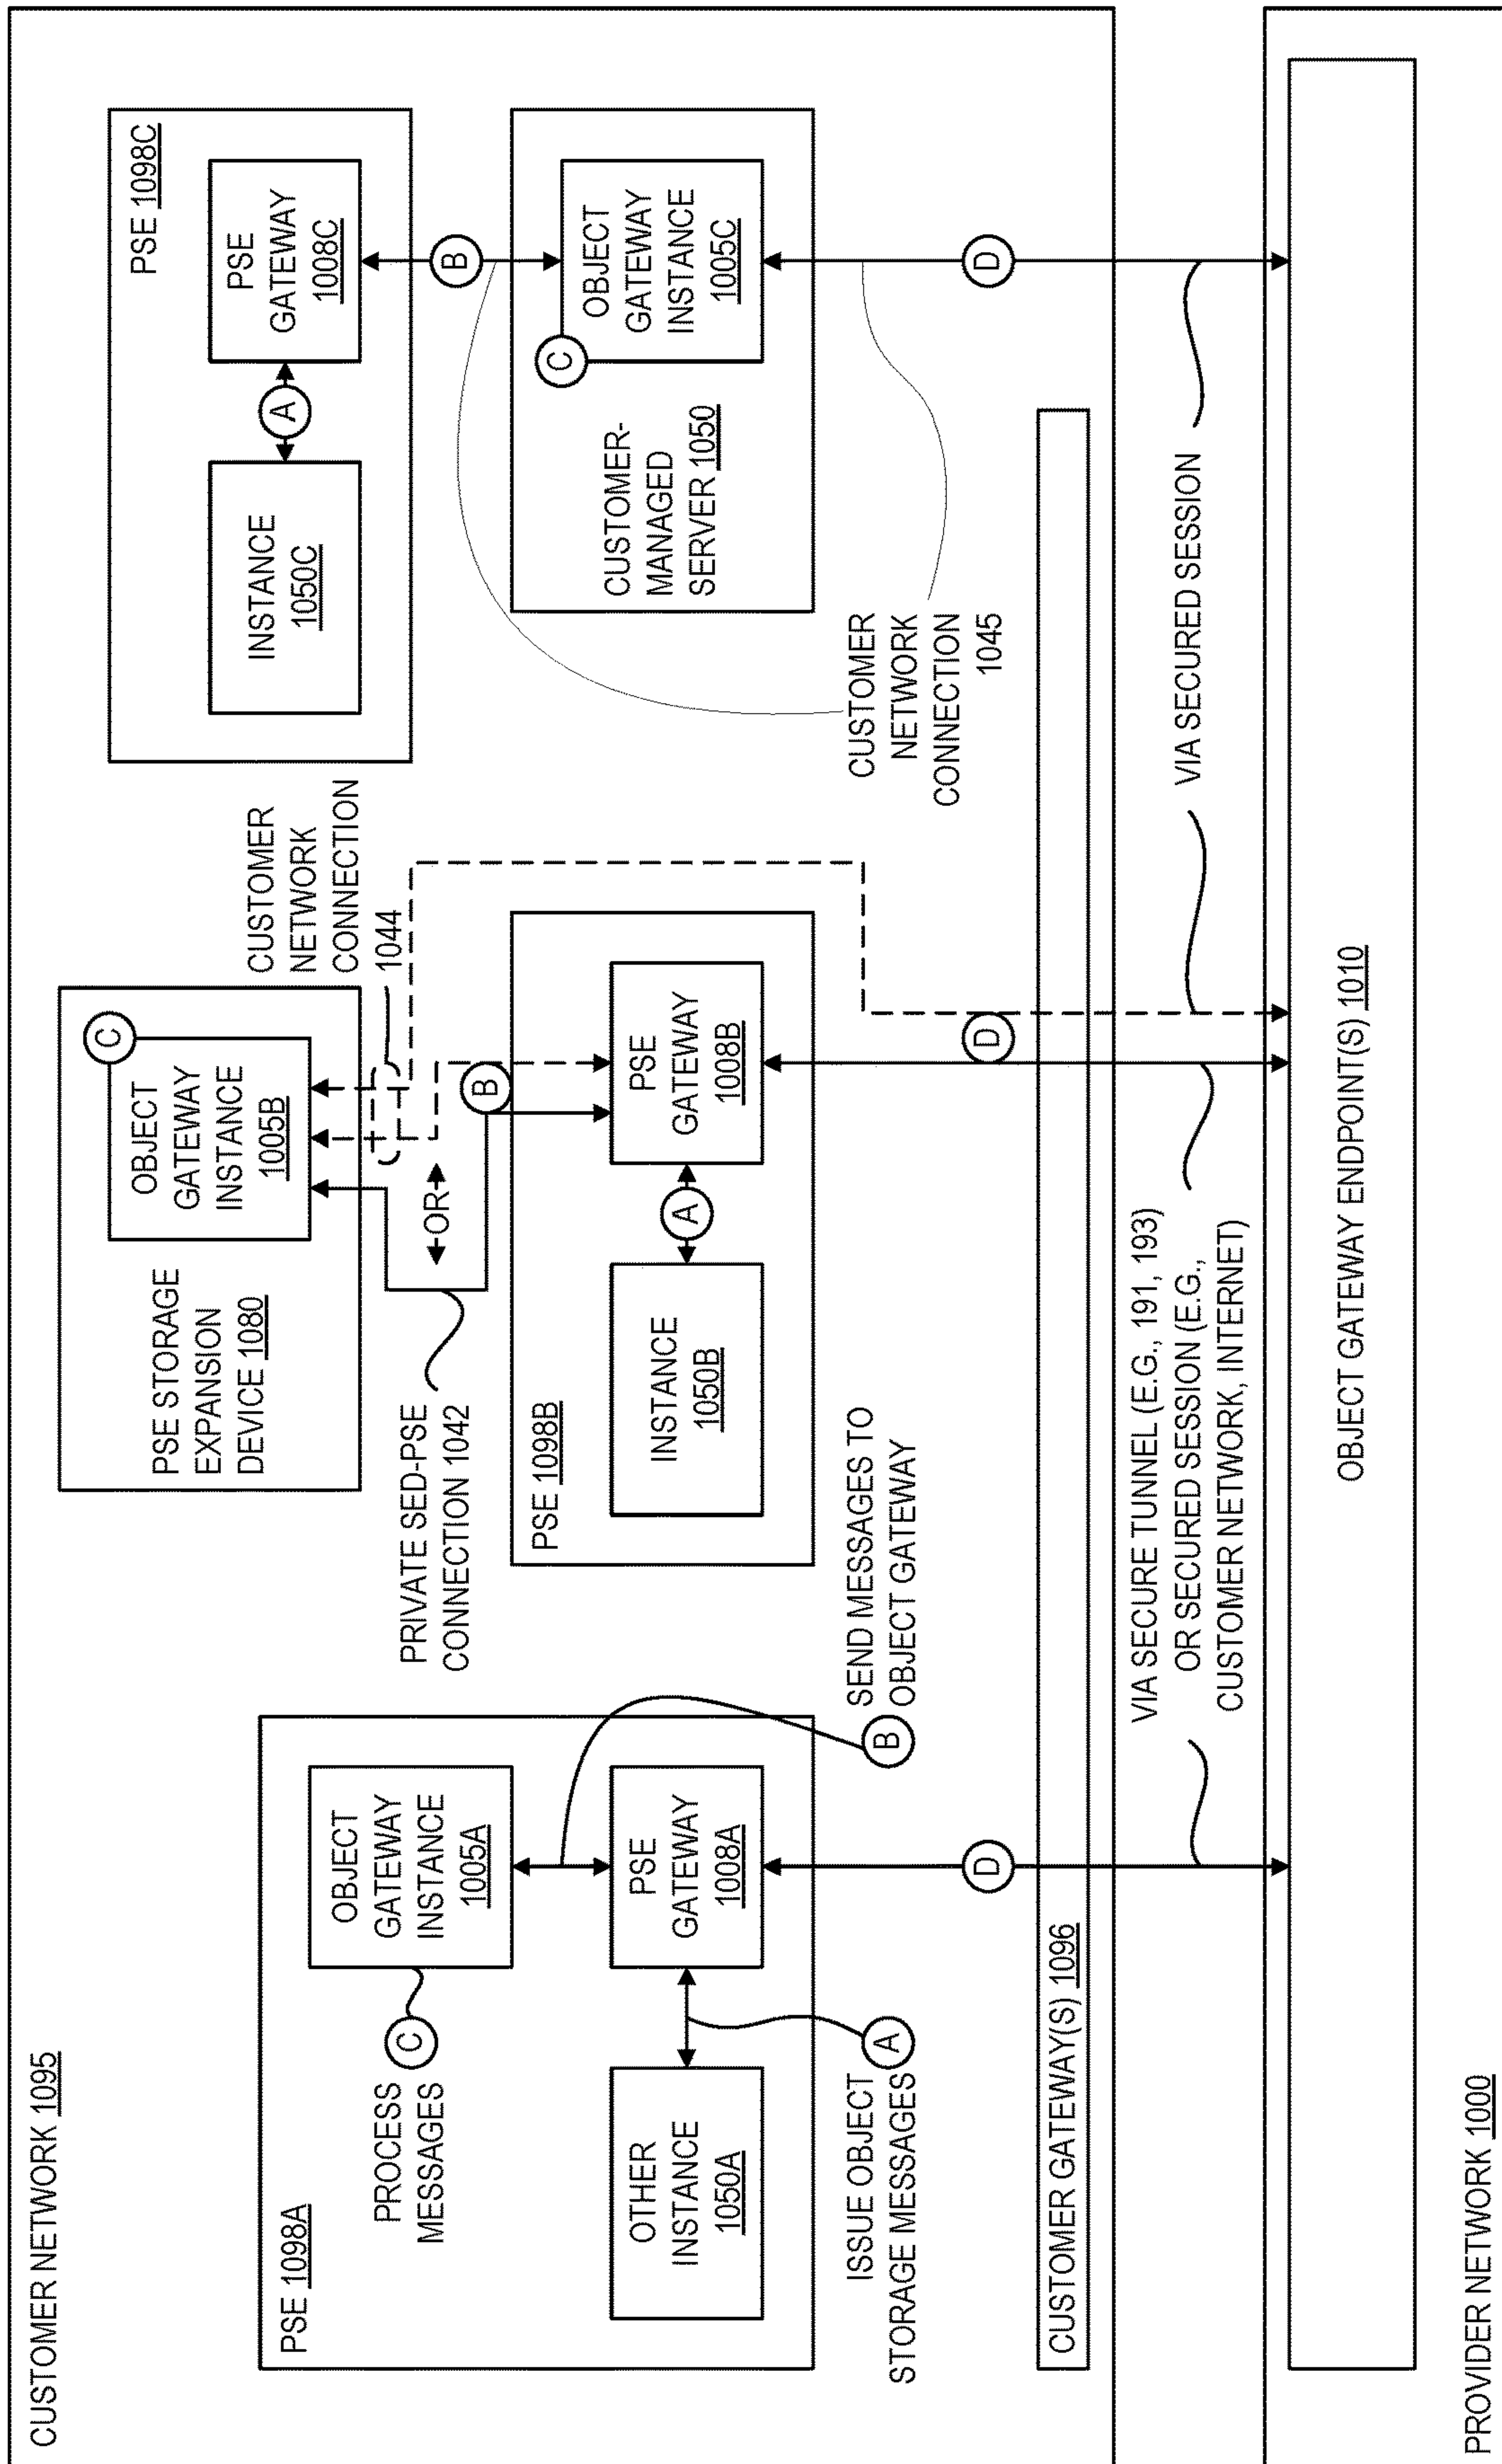 CUSTOMER NETWORK 1095
PSE 1098A
C
PROCESS
MESSAGES
OBJECT
GATEWAY
INSTANCE
1005A
OTHER
INSTANCE
1050A
PSE
GATEWAY
1008A
ISSUE OBJECT
STORAGE MESSAGES
A
B
SEND MESSAGES TO
OBJECT GATEWAY
D
PSE STORAGE
EXPANSION
DEVICE 1080
C
OBJECT
GATEWAY
INSTANCE
1005B
CUSTOMER
NETWORK
CONNECTION
1044
OR
PRIVATE SED-PSE
CONNECTION 1042
B
PSE 1098B
INSTANCE
1050B
A
PSE
GATEWAY
1008B
D
PSE 1098C
INSTANCE
1050C
A
PSE
GATEWAY
1008C
B
CUSTOMER-
MANAGED
SERVER 1050
C
OBJECT
GATEWAY
INSTANCE
1005C
CUSTOMER
NETWORK
CONNECTION
1045
D
CUSTOMER GATEWAY(S) 1096
VIA SECURE TUNNEL (E.G., 191, 193)
OR SECURED SESSION (E.G.,
CUSTOMER NETWORK, INTERNET)
VIA SECURED SESSION
OBJECT GATEWAY ENDPOINT(S) 1010
PROVIDER NETWORK 1000